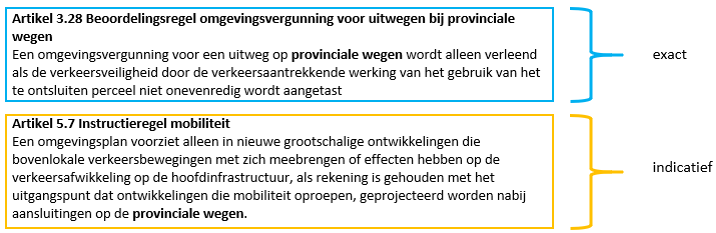 Artikel 3.28 Beoordelingsregel omgevingsvergunning voor uitwegen bij provinciale
wegen
Een omgevingsvergunning voor een uitweg op provinciale wegen wordt alleen verleend
als de verkeersveiligheid door de verkeersaantrekkende werking van het gebruik van het
te ontsluiten perceel niet onevenredig wordt aangetast
exact
Artikel 5.7 Instructieregel mobiliteit
Een omgevingsplan voorziet alleen in nieuwe grootschalige ontwikkelingen die
bovenlokale verkeersbewegingen met zich meebrengen of effecten hebben op de
verkeersafwikkeling op de hoofdinfrastructuur, als rekening is gehouden met het
uitgangspunt dat ontwikkelingen die mobiliteit oproepen, geprojecteerd worden nabij
aansluitingen op de provinciale wegen.
indicatief